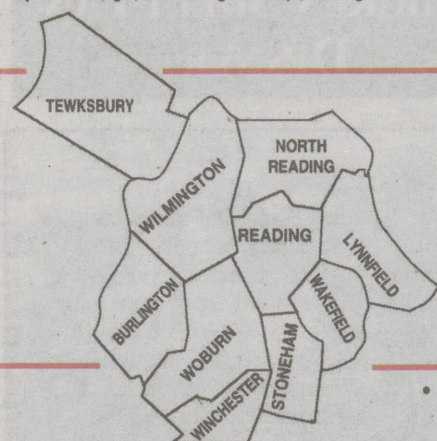 TEWKSBURY
NORTH
READING
WILMINGTON
READING
LYNNFIELD
BURLINGTON
WAKEFIELD
WOBURN
STONEHAM
WINCHESTER